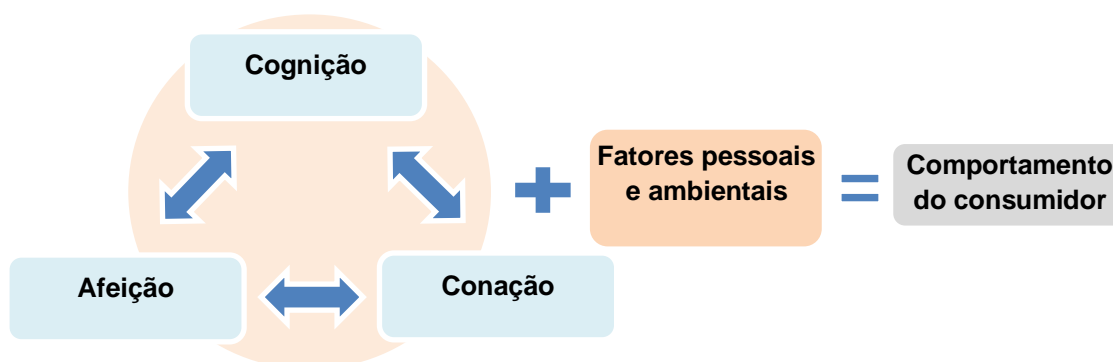 Cognição
Fatores pessoais
e ambientais
Comportamento
do consumidor
Afeição
Conação